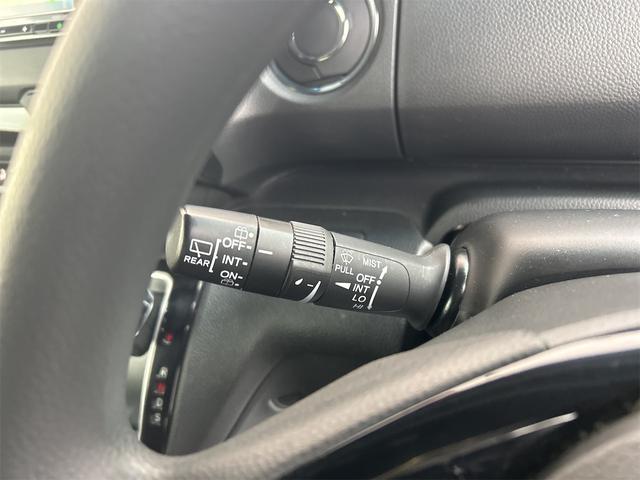 OFF
INT
REAR
ON
MIST
PULL
OFF
INT
LO
HI
R
D
S